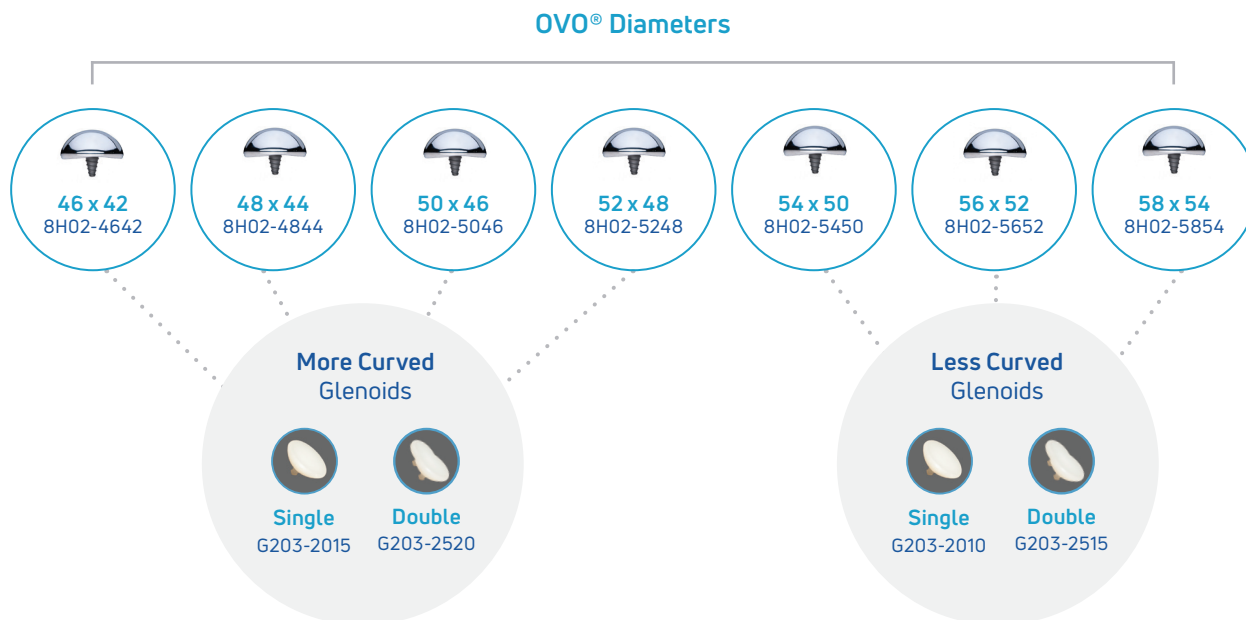 OVO® Diameters
46 x 42
8H02-4642
48 x 44
8H02-4844
50 x 46
8H02-5046
52 x 48
8H02-5248
54 x 50
8H02-5450
56 x 52
8H02-5652
58 x 54
8H02-5854
More Curved
Glenoids
Single
G203-2015
Double
G203-2520
Less Curved
Glenoids
Single
G203-2010
Double
G203-2515